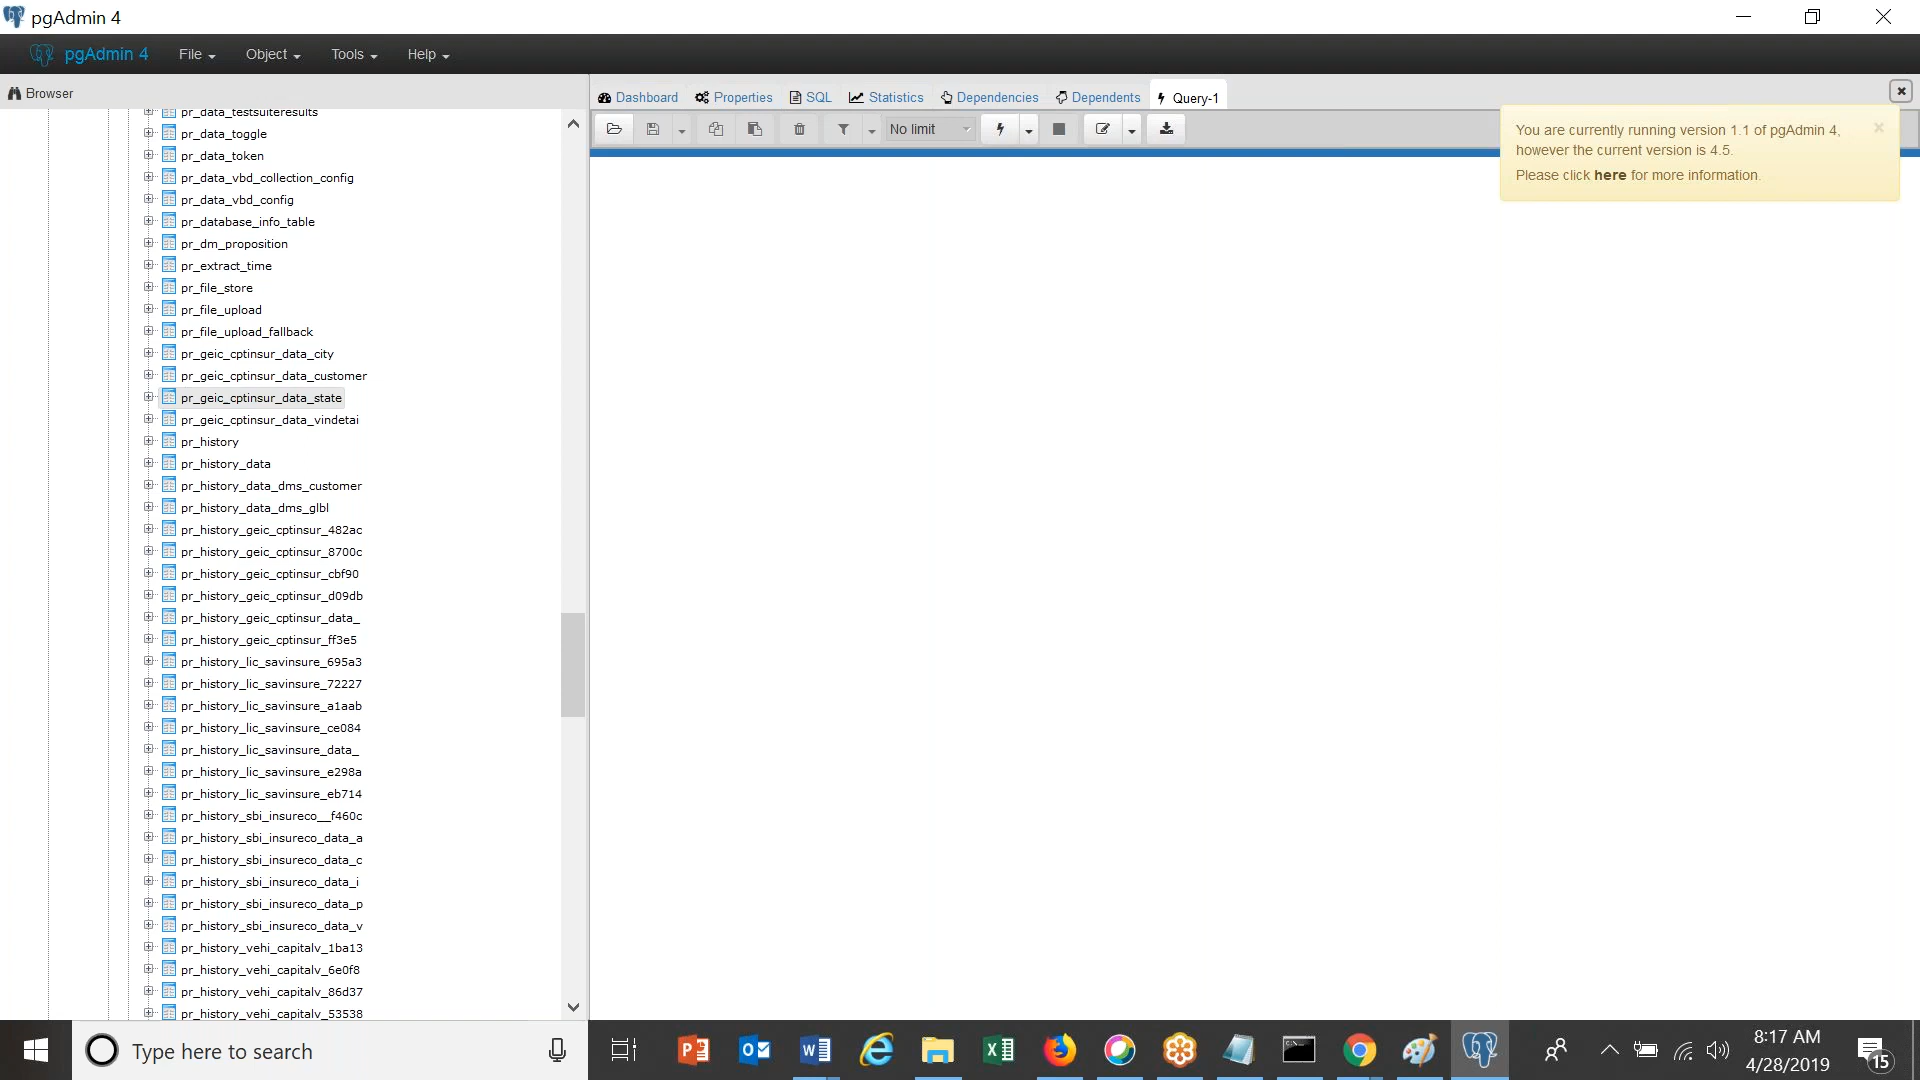 pgAdmin 4
pgAdmin 4 File Object Tools Help
Browser
Dashboard Properties SQL Statistics Dependencies Dependents Query-1
No limit
You are currently running version 1.1 of pgAdmin 4,
however the current version is 4.5.
Please click here for more information.
pr_data_testsuiteresults
pr_data_toggle
pr_data_token
pr_data_vbd_collection_config
pr_data_vbd_config
pr_database_info_table
pr_dm_proposition
pr_extract_time
pr_file_store
pr_file_upload
pr_file_upload_fallback
pr_geic_cptinsur_data_city
pr_geic_cptinsur_data_customer
pr_geic_cptinsur_data_state
pr_geic_cptinsur_data_vindetai
pr_history
pr_history_data
pr_history_data_dms_customer
pr_history_data_dms_glbl
pr_history_geic_cptinsur_482ac
pr_history_geic_cptinsur_8700c
pr_history_geic_cptinsur_cbf90
pr_history_geic_cptinsur_d09db
pr_history_geic_cptinsur_data_
pr_history_geic_cptinsur_ff3e5
pr_history_lic_savinsure_695a3
pr_history_lic_savinsure_72227
pr_history_lic_savinsure_a1aab
pr_history_lic_savinsure_ce084
pr_history_lic_savinsure_data_
pr_history_lic_savinsure_e298a
pr_history_lic_savinsure_eb714
pr_history_sbi_insureco__f460c
pr_history_sbi_insureco_data_a
pr_history_sbi_insureco_data_c
pr_history_sbi_insureco_data_i
pr_history_sbi_insureco_data_p
pr_history_sbi_insureco_data_v
pr_history_vehi_capitalv_1ba13
pr_history_vehi_capitalv_6e0f8
pr_history_vehi_capitalv_86d37
pr_history_vehi_capitalv_53538
Type here to search
8:17 AM
4/28/2019
15